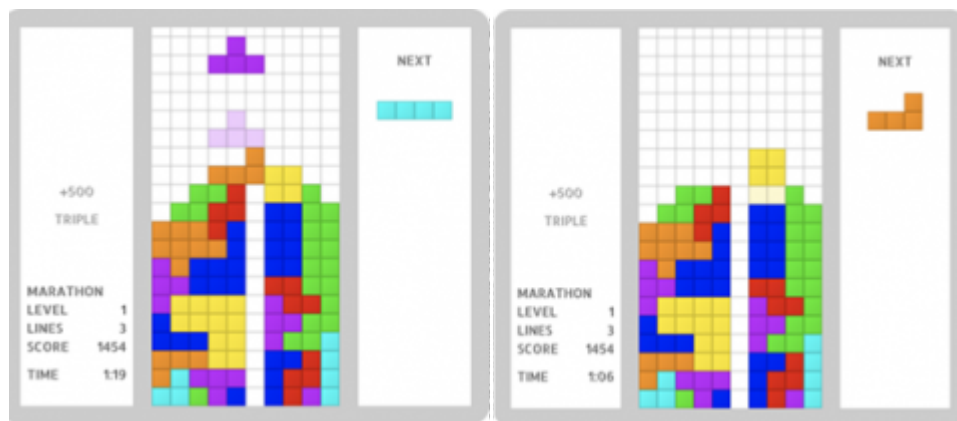 NEXT
+500
TRIPLE
MARATHON
LEVEL 1
LINES 3
SCORE 1454
TIME 1:19
NEXT
+500
TRIPLE
MARATHON
LEVEL 1
LINES 3
SCORE 1454
TIME 1:06